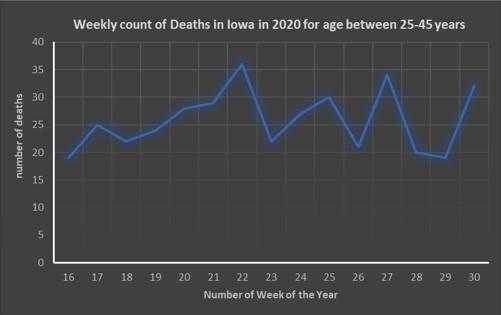 Weekly count of Deaths in Iowa in 2020 for age between 25-45 years
40
35
30
25
20
15
10
5
0
number of deaths
16 17 18 19 20 21 22 23 24 25 26 27 28 29 30
Number of Week of the Year